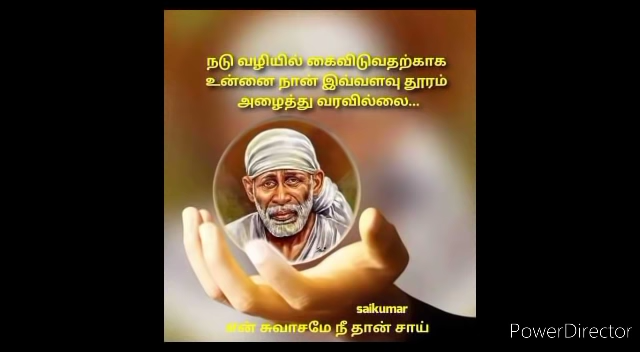 நடு வழியில் கைவிடுவதற்காக
உன்னை நான் இவ்வளவு தூரம்
அழைத்து வரவில்லை...
saikumar
என் சுவாசமே நீ தான் சாய்
PowerDirector